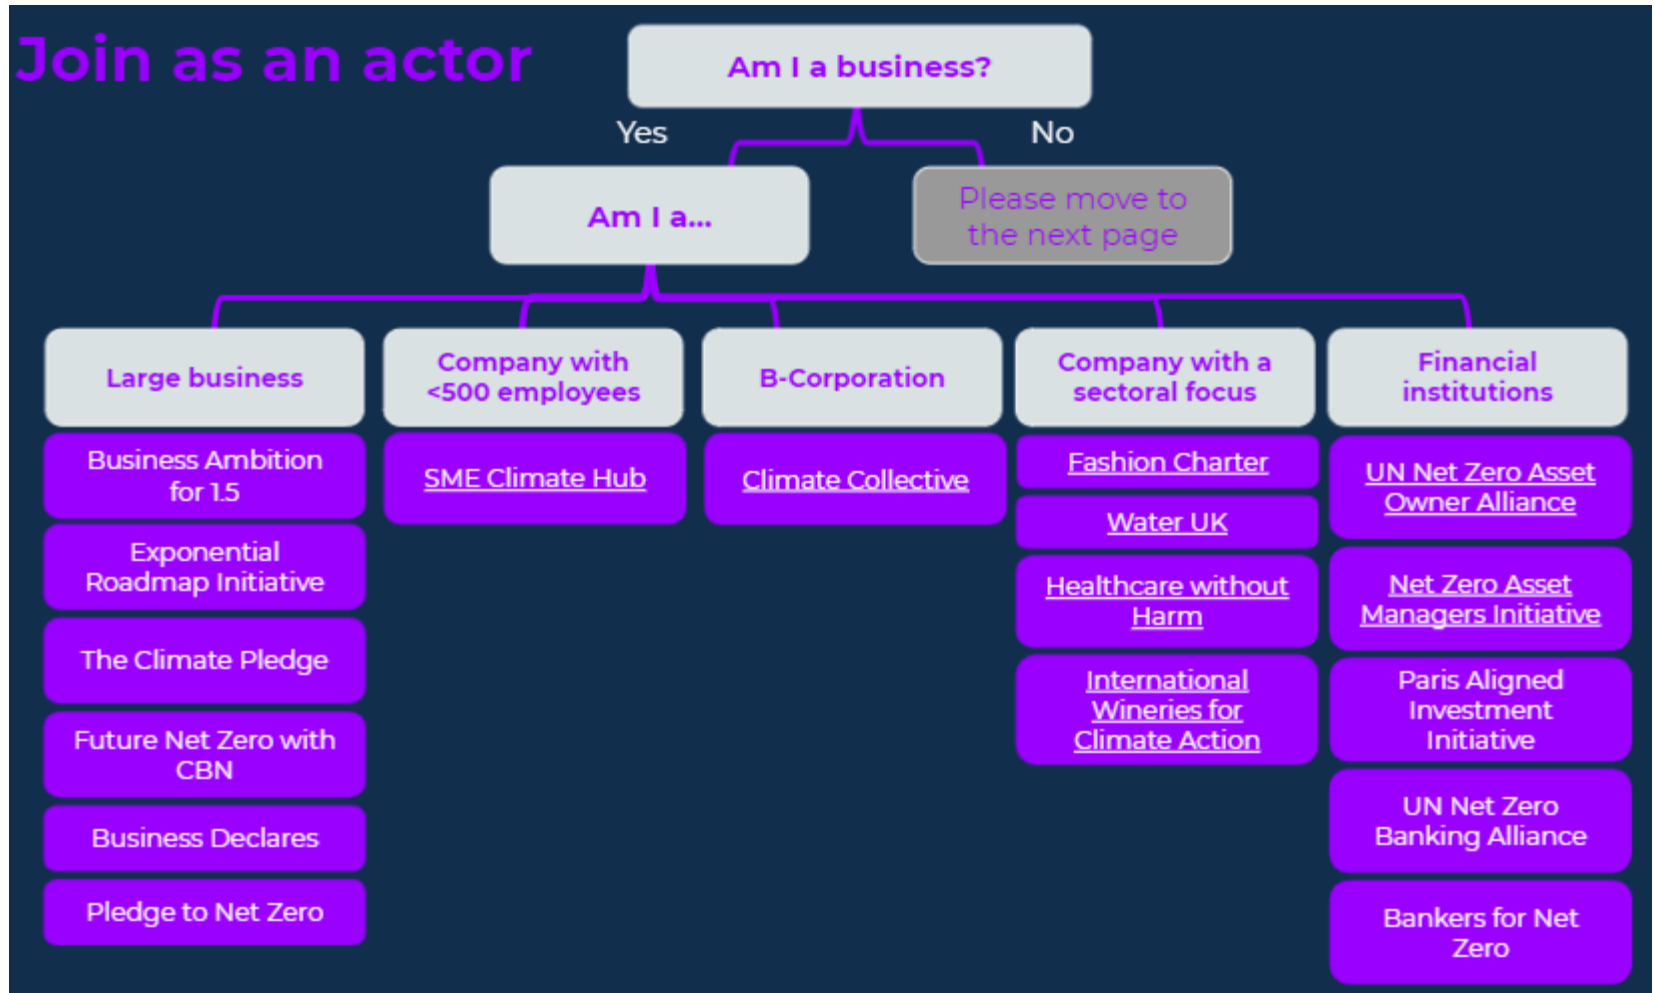 Join as an actor
Am I a business?
Yes
No
Am I a...
Please move to
the next page
Large business
Business Ambition
for 1.5
Exponential
Roadmap Initiative
The Climate Pledge
Future Net Zero with
CBN
Business Declares
Pledge to Net Zero
Company with
<500 employees
SME Climate Hub
B-Corporation
Climate Collective
Company with a
sectoral focus
Fashion Charter
Water UK
Healthcare without
Harm
International
Wineries for
Climate Action
Financial
institutions
UN Net Zero Asset
Owner Alliance
Net Zero Asset
Managers Initiative
Paris Aligned
Investment
Initiative
UN Net Zero
Banking Alliance
Bankers for Net
Zero